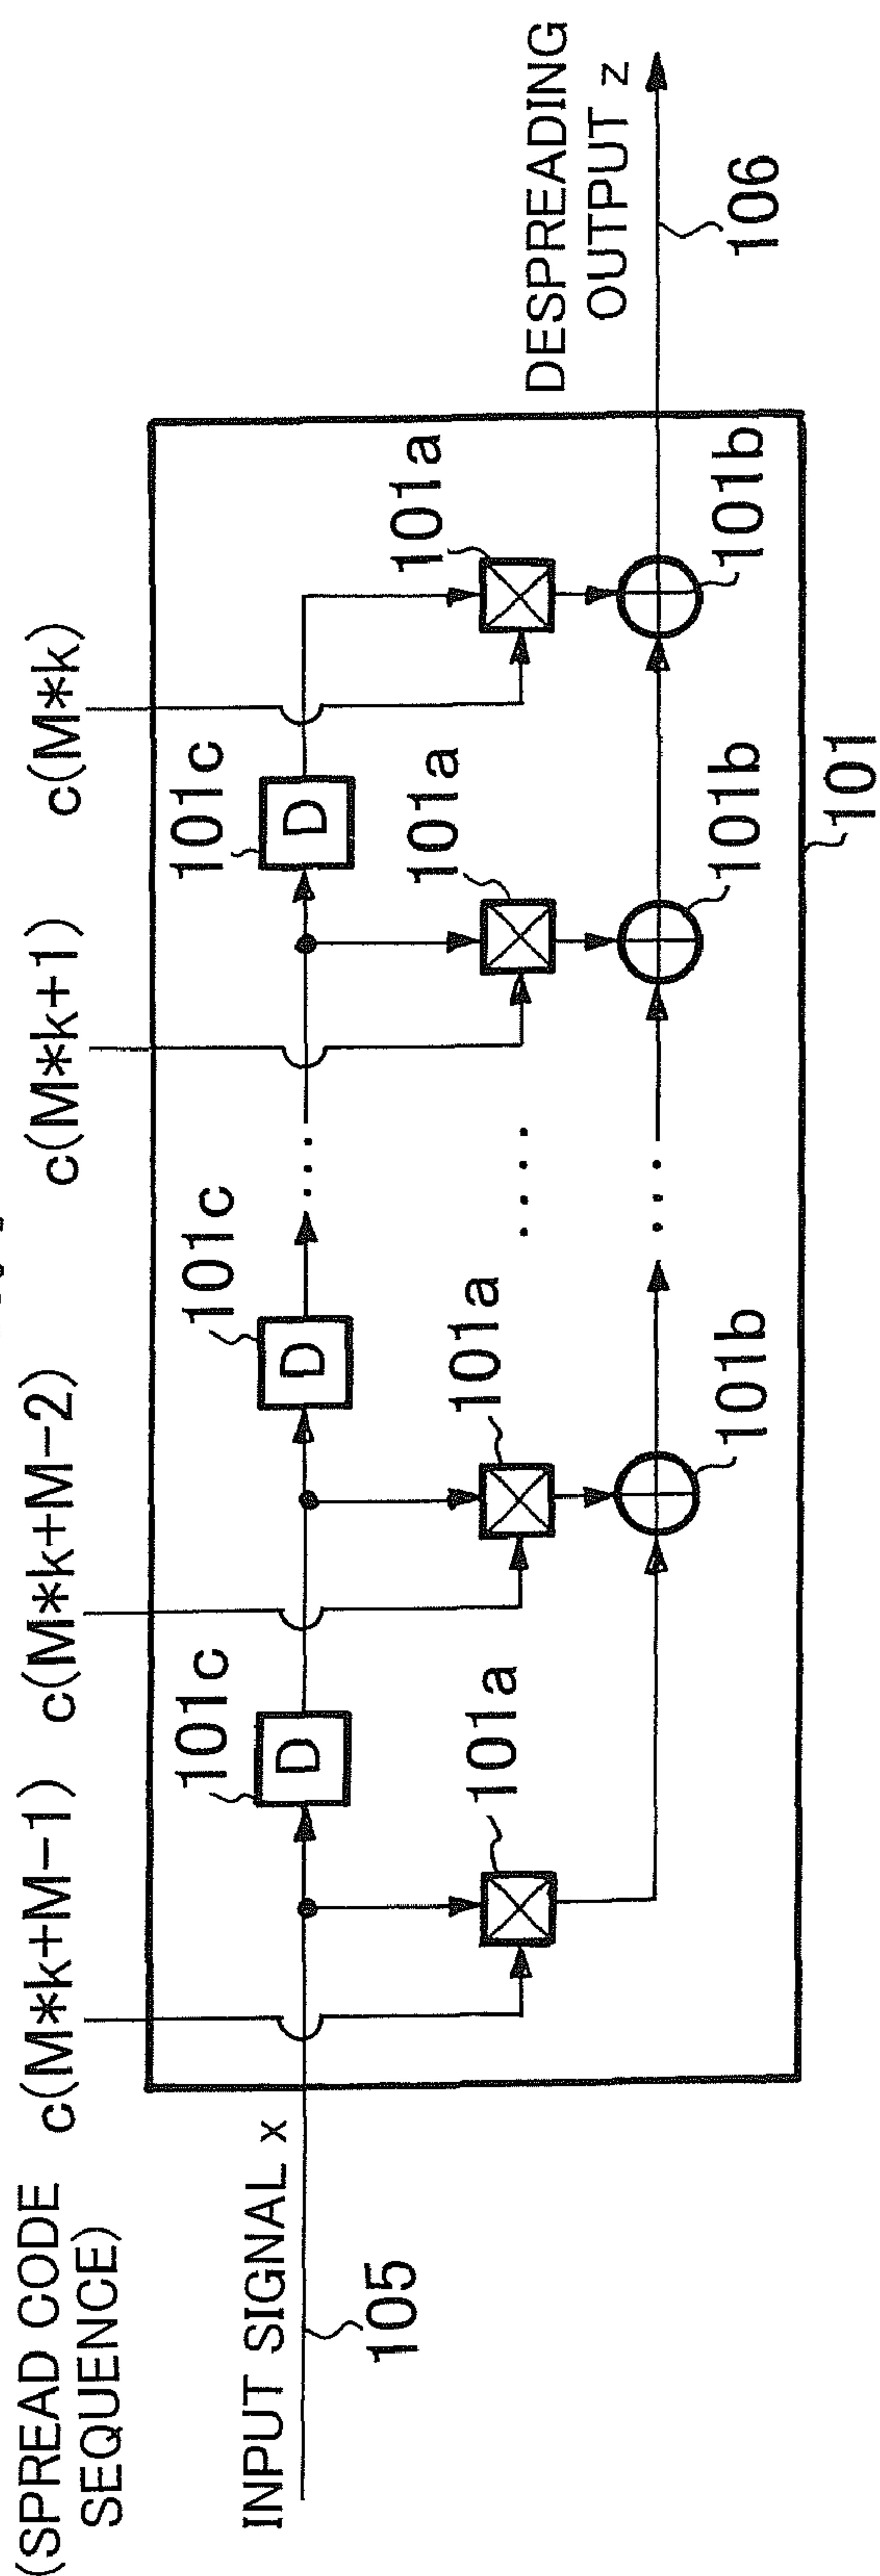 (SPREAD CODE
SEQUENCE)
c(M*k+M-1)
c(M*k+M-2)
c(M*k+1)
c(M*k)
INPUT SIGNAL x
105
101c
D
101c
D
101c
D
101a
101a
101a
101a
101b
101b
101b
101
DESPREADING
OUTPUT z
106